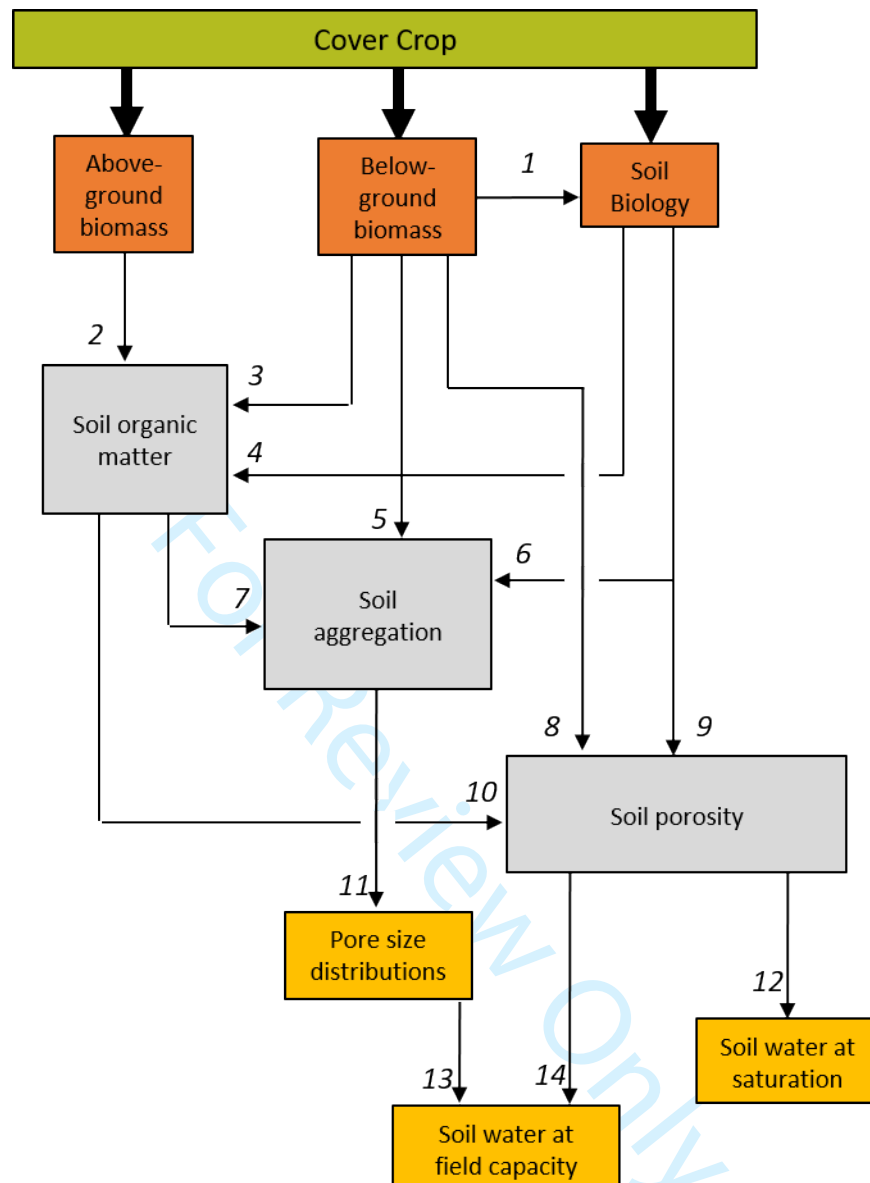 Cover Crop
Above-
ground
biomass
Below-
ground
biomass
1
Soil
Biology
2
3
Soil organic
matter
4
5
6
Soil
aggregation
7
8
9
10
Soil porosity
11
Pore size
distributions
12
Soil water at
saturation
13
14
Soil water at
field capacity
For Review Only